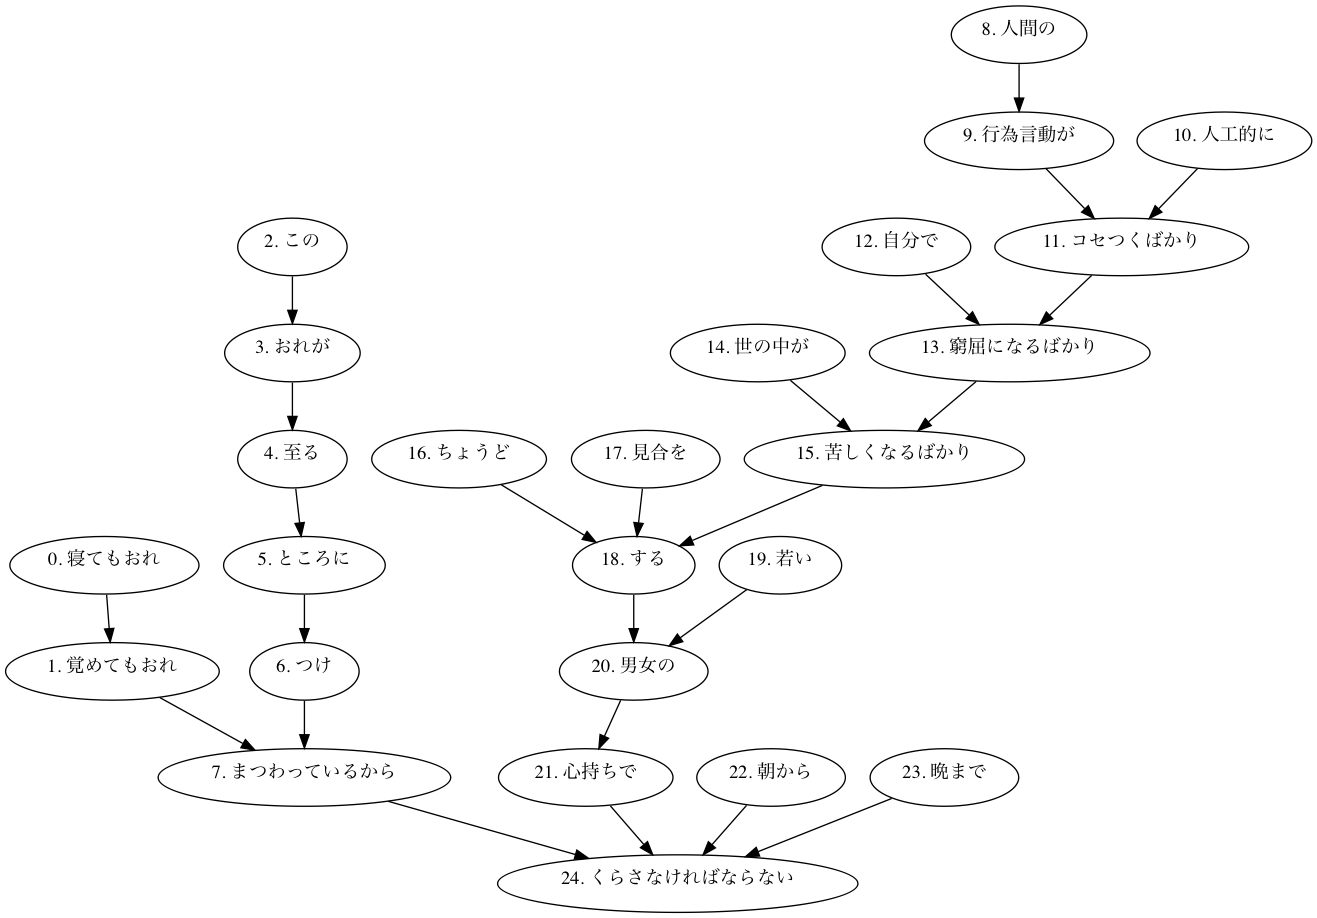 8. 人間の
9. 行為言動が
10. 人工的に
2. この
12. 自分で
11. コセつくばかり
3. おれが
14. 世の中が
13. 窮屈になるばかり
4. 至る
16. ちょうど
17. 見合を
15. 苦しくなるばかり
0. 寝てもおれ
5. ところに
18. する
19. 若い
1. 覚めてもおれ
6. つけ
20. 男女の
7. まつわっているから
21. 心持ちで
22. 朝から
23. 晩まで
24. くらさなければならない